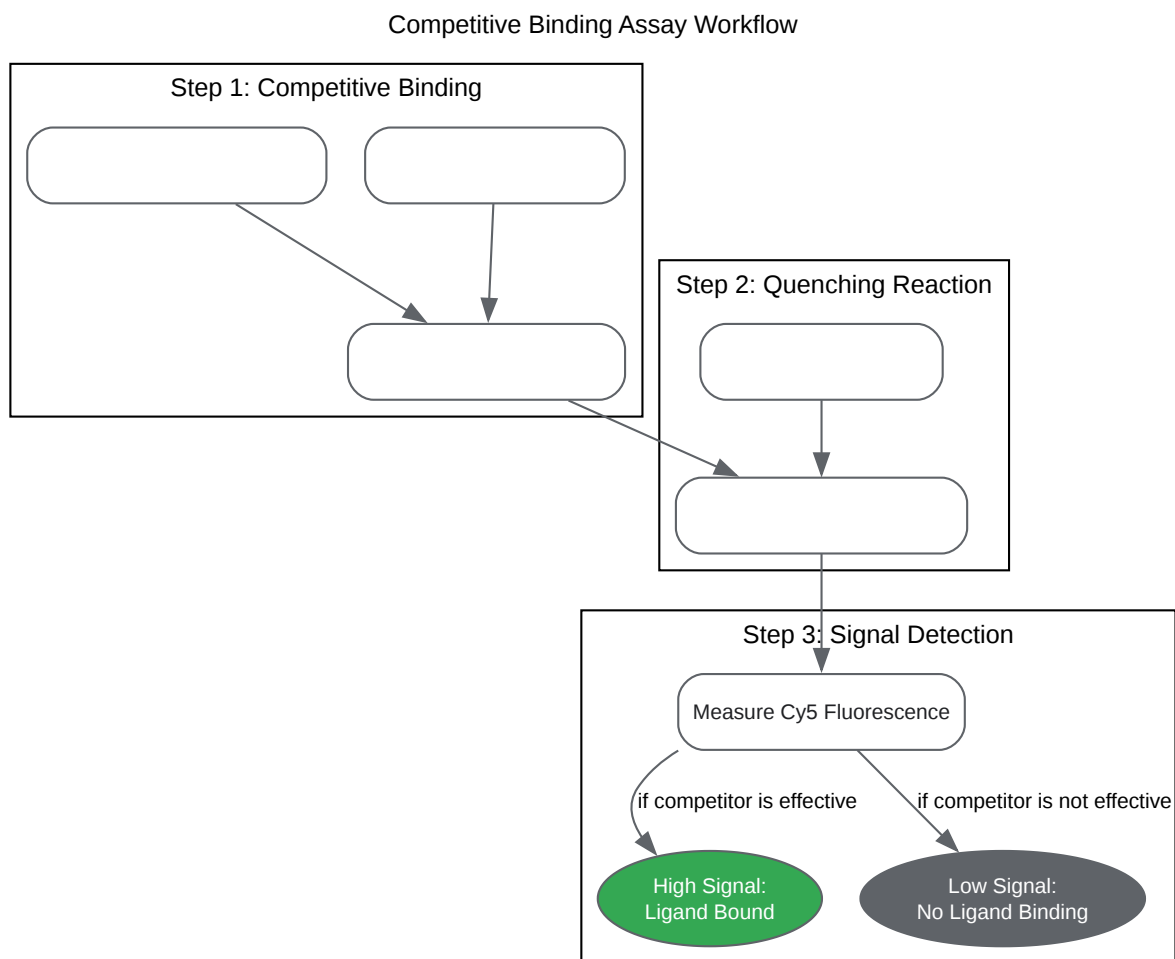 Competitive Binding Assay Workflow
Step 1: Competitive Binding
Step 2: Quenching Reaction
Step 3: Signal Detection
Measure Cy5 Fluorescence
if competitor is effective
if competitor is not effective
High Signal:
Ligand Bound
Low Signal:
No Ligand Binding